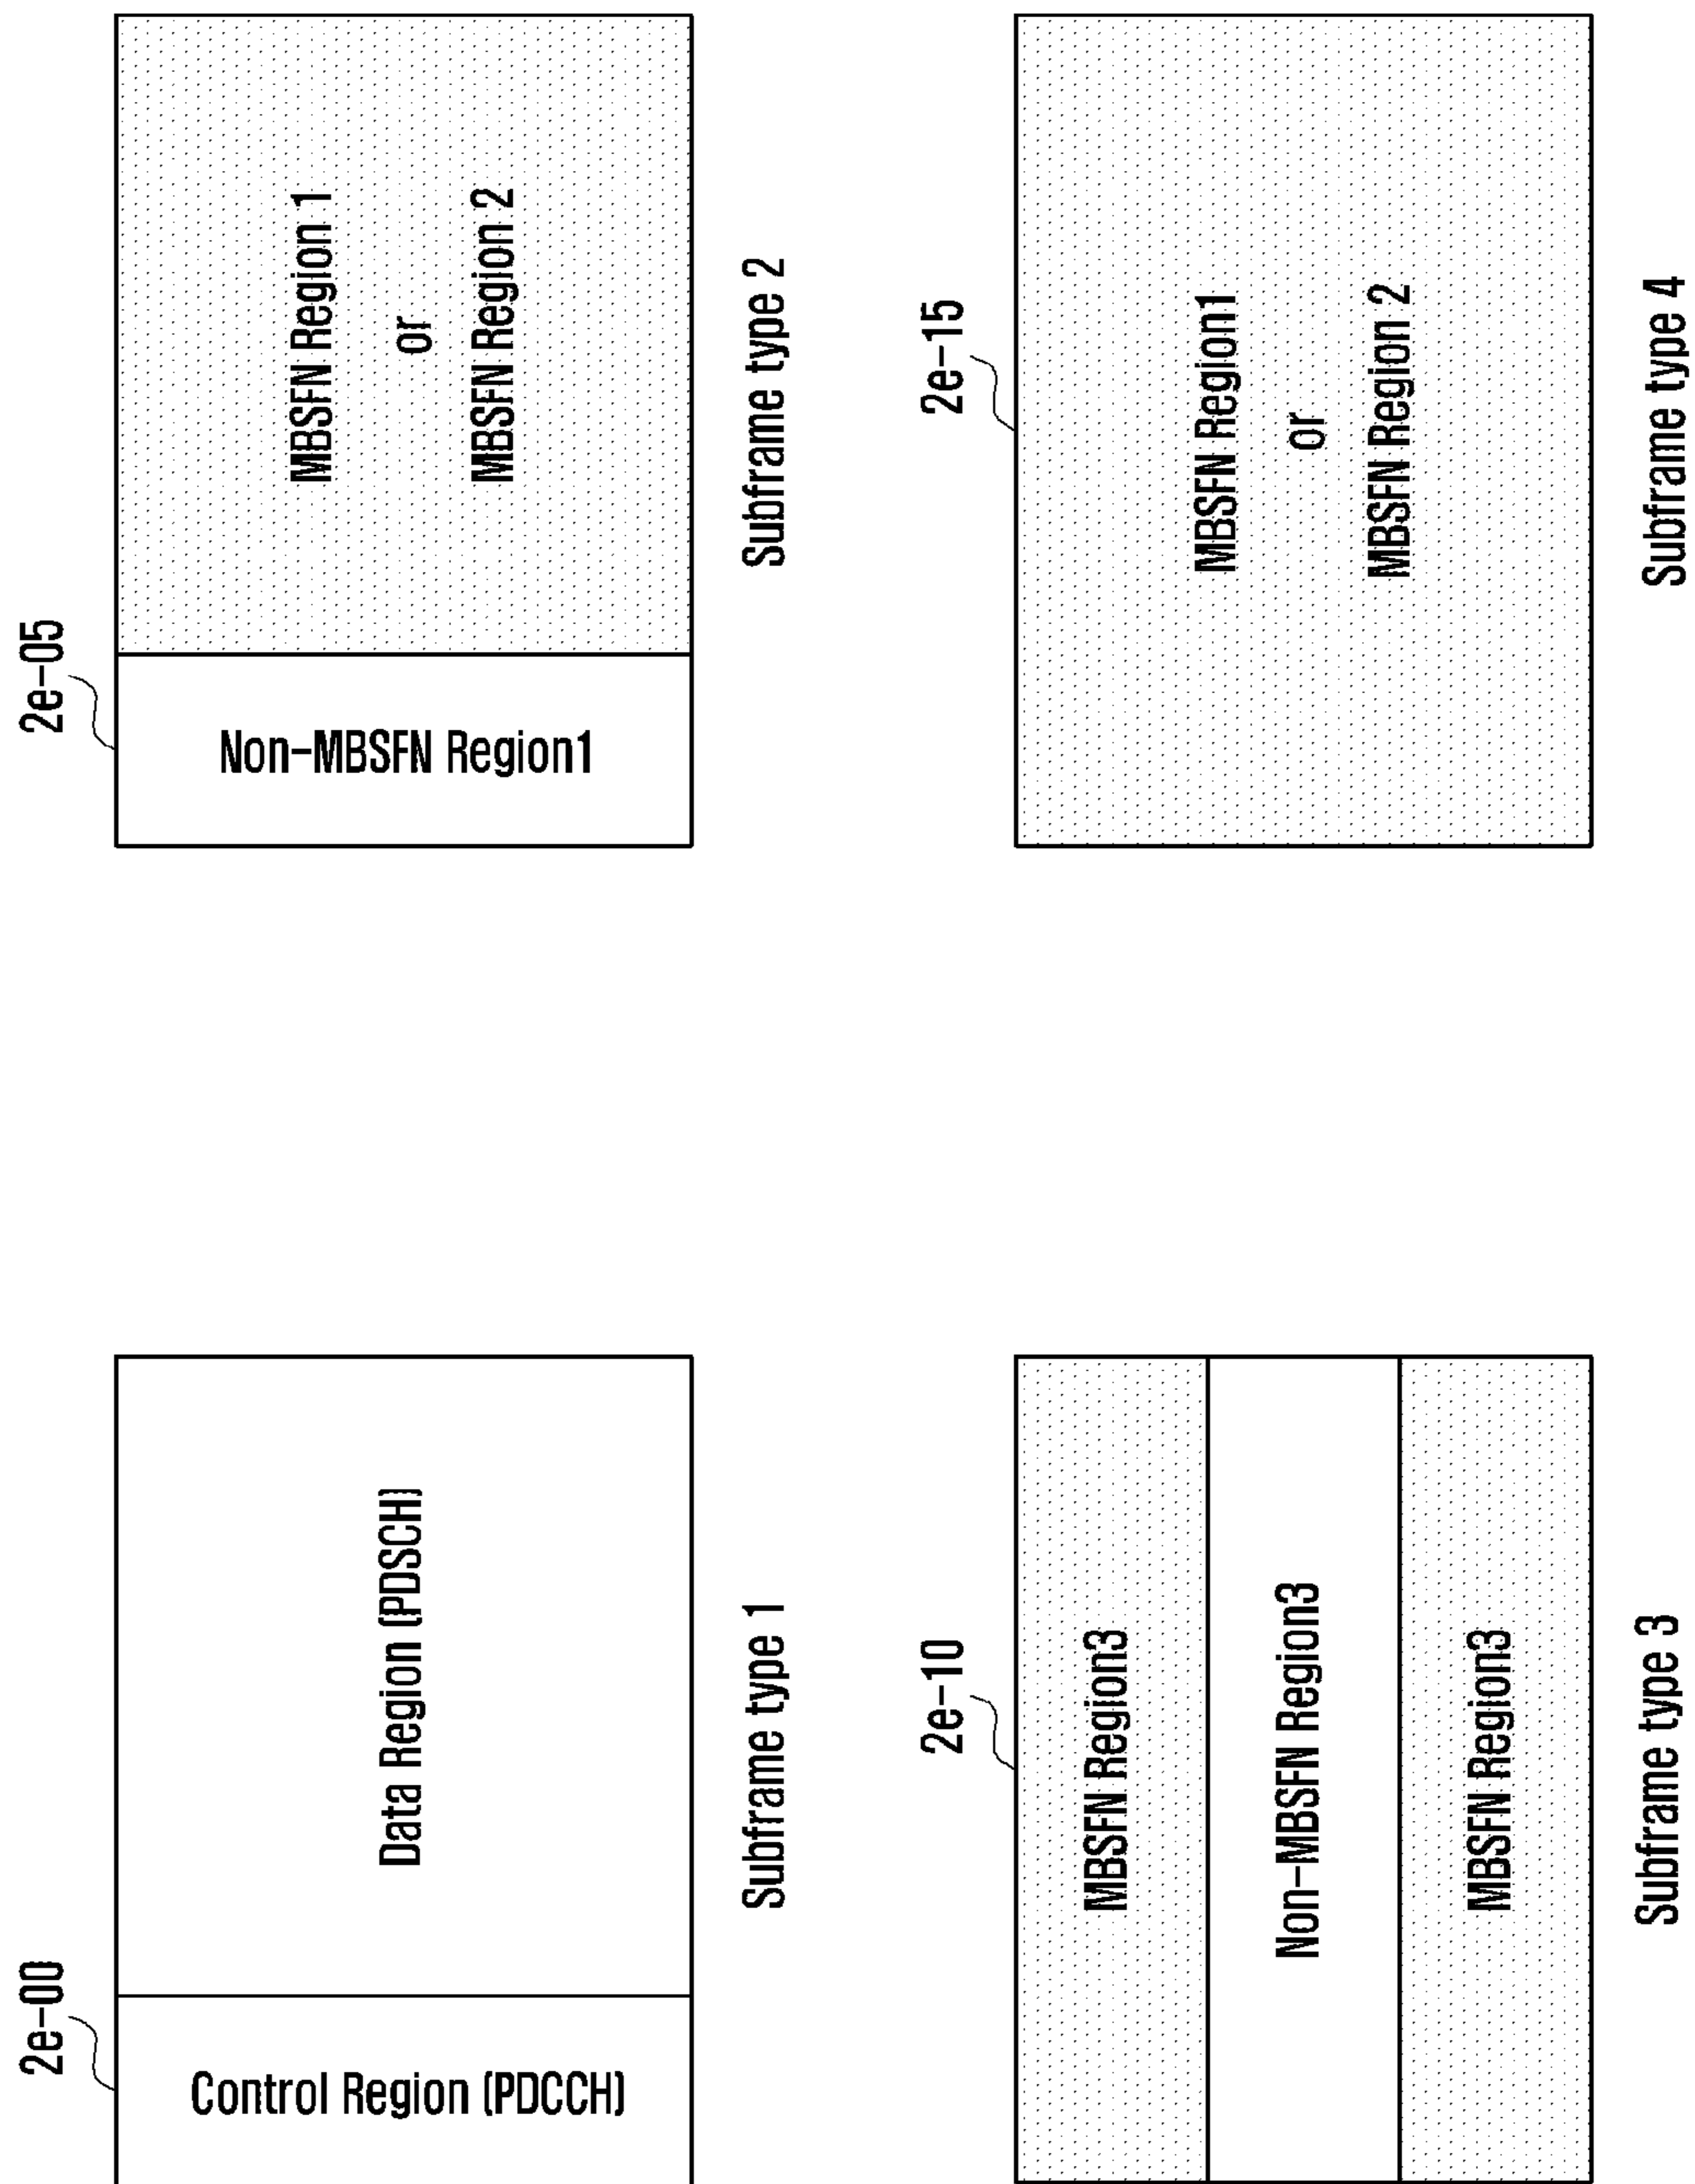 2e-00
Control Region (PDCCH)
Data Region (PDSCH)
Subframe type 1
2e-05
Non-MBSFN Region1
MBSFN Region 1
or
MBSFN Region 2
Subframe type 2
2e-10
MBSFN Region3
Non-MBSFN Region3
MBSFN Region3
Subframe type 3
2e-15
MBSFN Region1
or
MBSFN Region 2
Subframe type 4